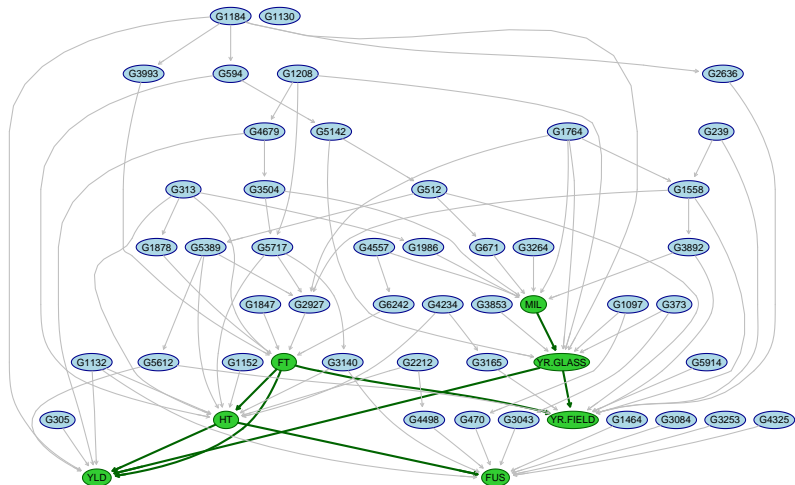 G1184 G1130
G3993 G594 G1208 G2636
G4679 G5142 G1764 G239
G313 G3504 G512 G1558
G1878 G5389 G5717 G4557 G1986 G671 G3264 G3892
G1847 G2927 G6242 G4234 G3853 MIL G1097 G373
G1132 G5612 G1152 FT G3140 G2212 G3165 YR.GLASS G5914
G305 HT G4498 G470 G3043 YR.FIELD G1464 G3084 G3253 G4325
YLD FUS